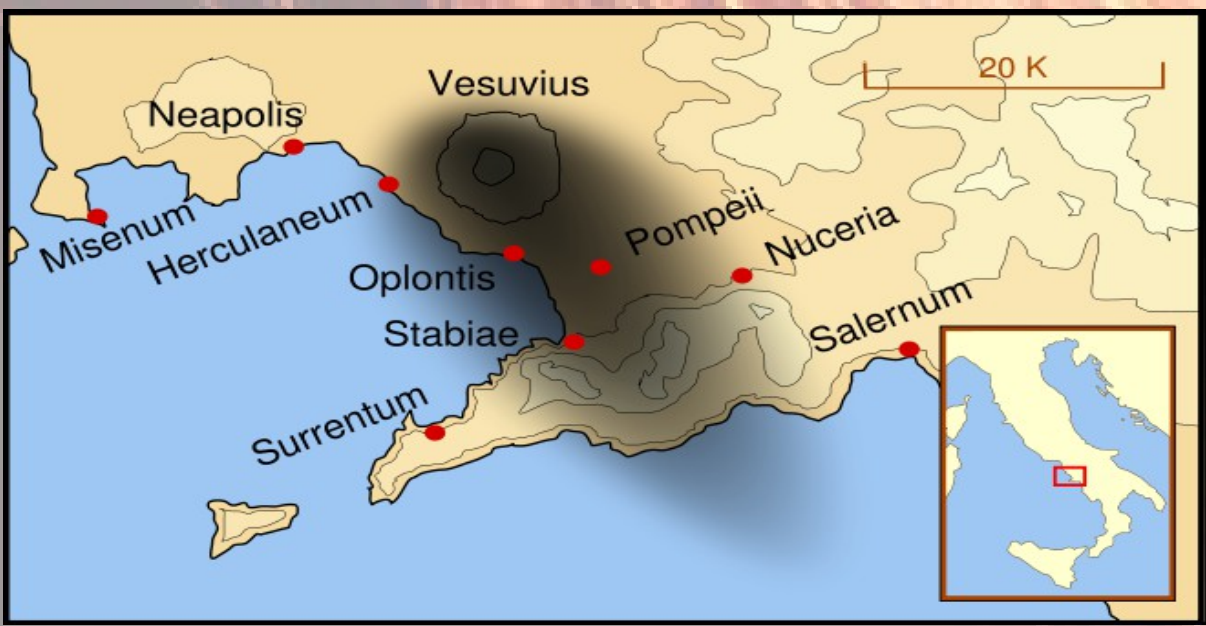 20 K
Vesuvius
Neapolis
Misenum
Herculaneum
Pompeii
Nuceria
Oplontis
Stabiae
Salernum
Surrentum